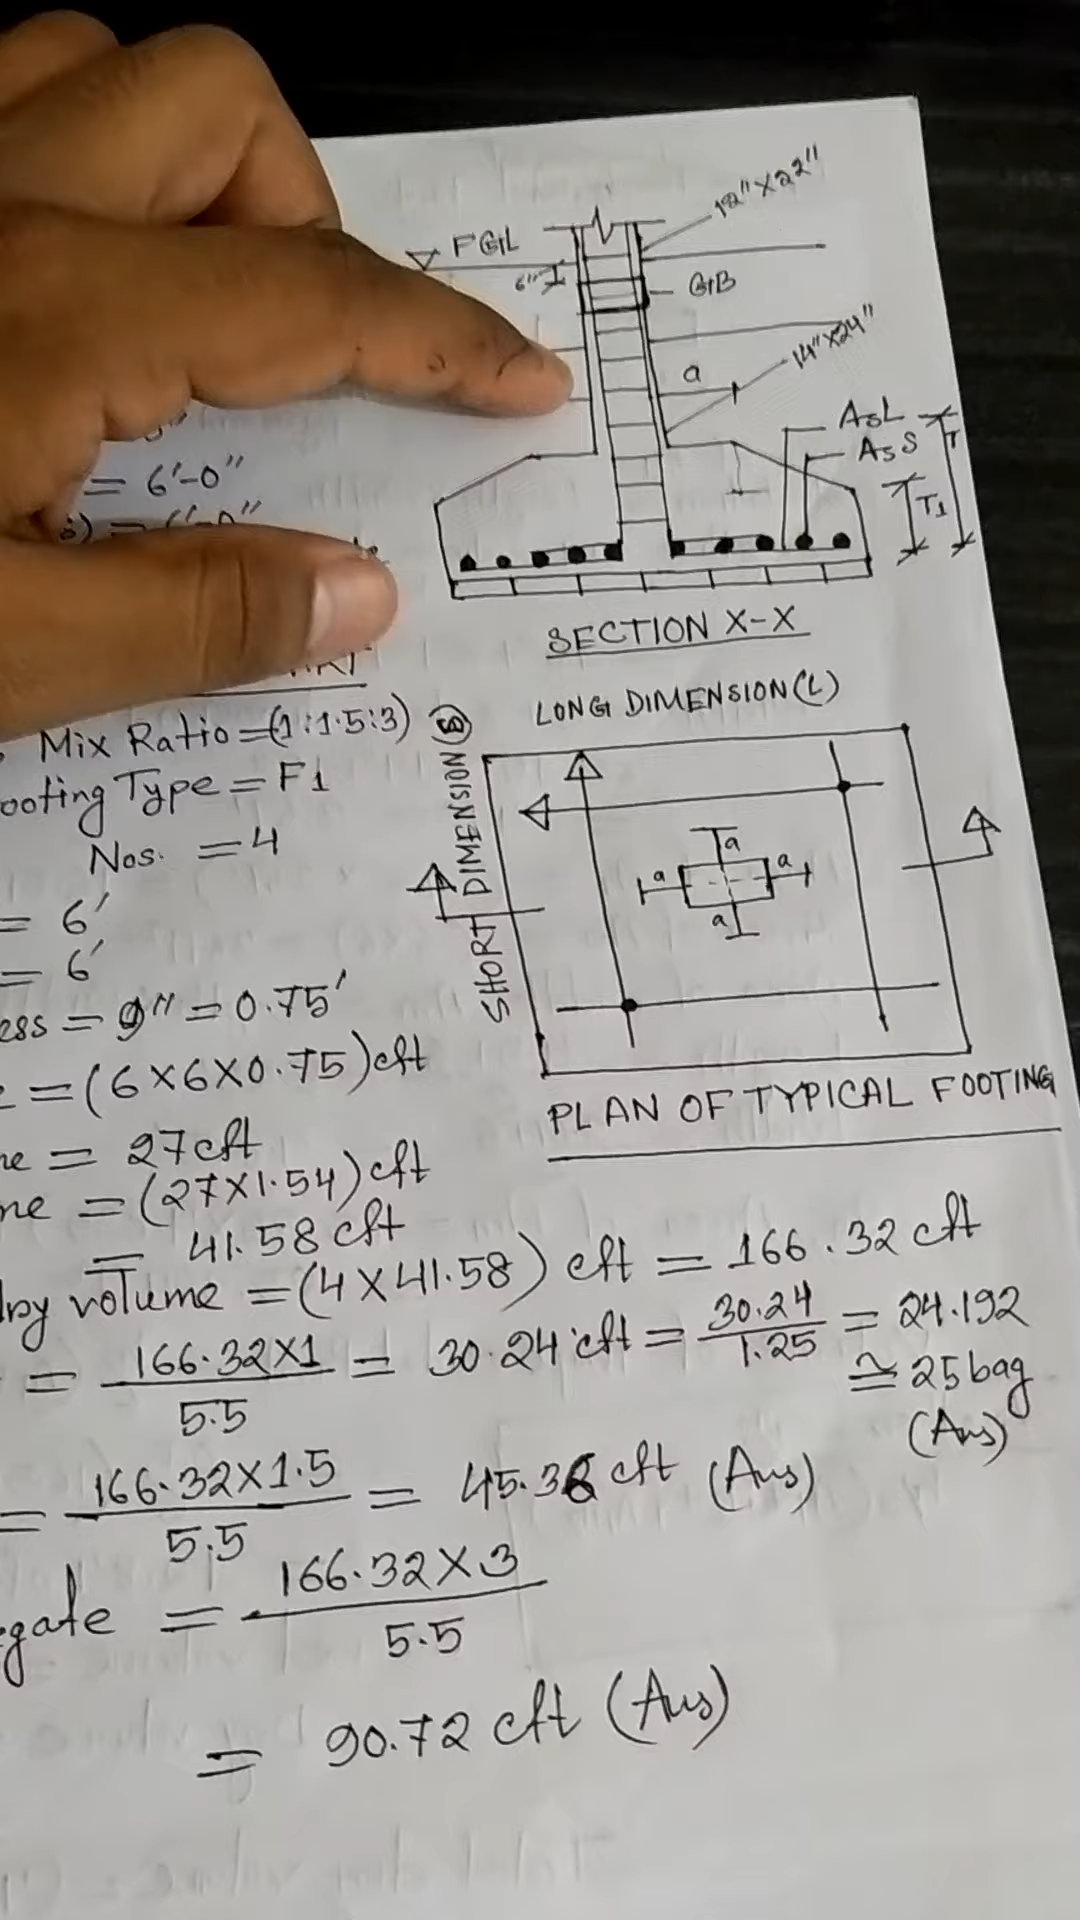 12"X22"
FGL
6"
GB
14"X24"
a
AsL
AsS
T
T1
= 6'-0"
SECTION X-X
LONG DIMENSION(L)
SHORT DIMENSION(S)
a
a
a
a
PLAN OF TYPICAL FOOTING
Mix Ratio=(1:1.5:3)
ooting Type = F1
Nos. = 4
= 6'
= 6'
ess = 9" = 0.75'
= (6X6X0.75)cft
me = 27cft
me = (27X1.54)cft
= 41.58 cft
dry volume = (4X41.58) cft = 166.32 cft
= 166.32X1/5.5 = 30.24 cft = 30.24/1.25 = 24.192
≅ 25 bag
(Ans)
= 166.32X1.5/5.5 = 45.36 cft (Ans)
gate = 166.32X3/5.5
= 90.72 cft (Ans)